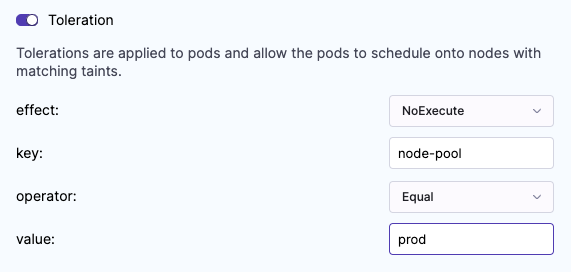 Toleration
Tolerations are applied to pods and allow the pods to schedule onto nodes with
matching taints.
effect: NoExecute
key: node-pool
operator: Equal
value: prod